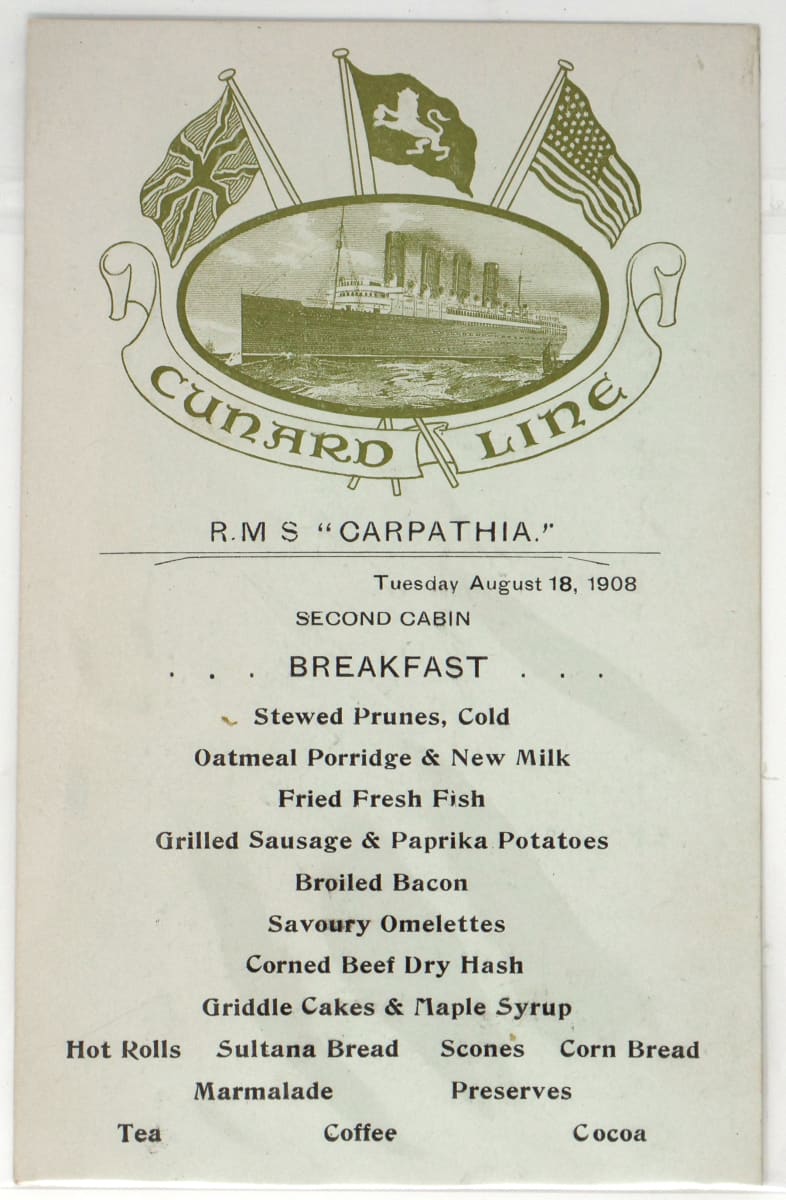 CUNARD LINE
R.M S “CARPATHIA.”
Tuesday August 18, 1908
SECOND CABIN
. . . BREAKFAST . . .
Stewed Prunes, Cold
Oatmeal Porridge & New Milk
Fried Fresh Fish
Grilled Sausage & Paprika Potatoes
Broiled Bacon
Savoury Omelettes
Corned Beef Dry Hash
Griddle Cakes & Maple Syrup
Hot Rolls Sultana Bread Scones Corn Bread
Marmalade Preserves
Tea Coffee Cocoa